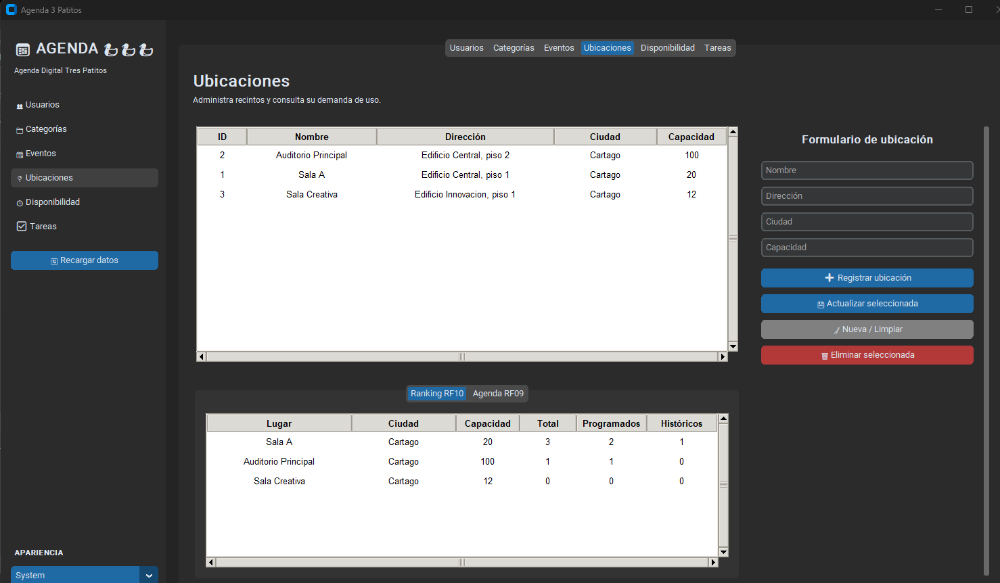 Agenda 3 Patitos
AGENDA
Agenda Digital Tres Patitos
Usuarios
Categorías
Eventos
Ubicaciones
Disponibilidad
Tareas
Recargar datos
APARIENCIA
System
Usuarios Categorías Eventos Ubicaciones Disponibilidad Tareas
Ubicaciones
Administra recintos y consulta su demanda de uso.
ID Nombre Dirección Ciudad Capacidad
2 Auditorio Principal Edificio Central, piso 2 Cartago 100
1 Sala A Edificio Central, piso 1 Cartago 20
3 Sala Creativa Edificio Innovacion, piso 1 Cartago 12
Ranking RF10 Agenda RF09
Lugar Ciudad Capacidad Total Programados Históricos
Sala A Cartago 20 3 2 1
Auditorio Principal Cartago 100 1 1 0
Sala Creativa Cartago 12 0 0 0
Formulario de ubicación
Nombre
Dirección
Ciudad
Capacidad
Registrar ubicación
Actualizar seleccionada
Nueva / Limpiar
Eliminar seleccionada